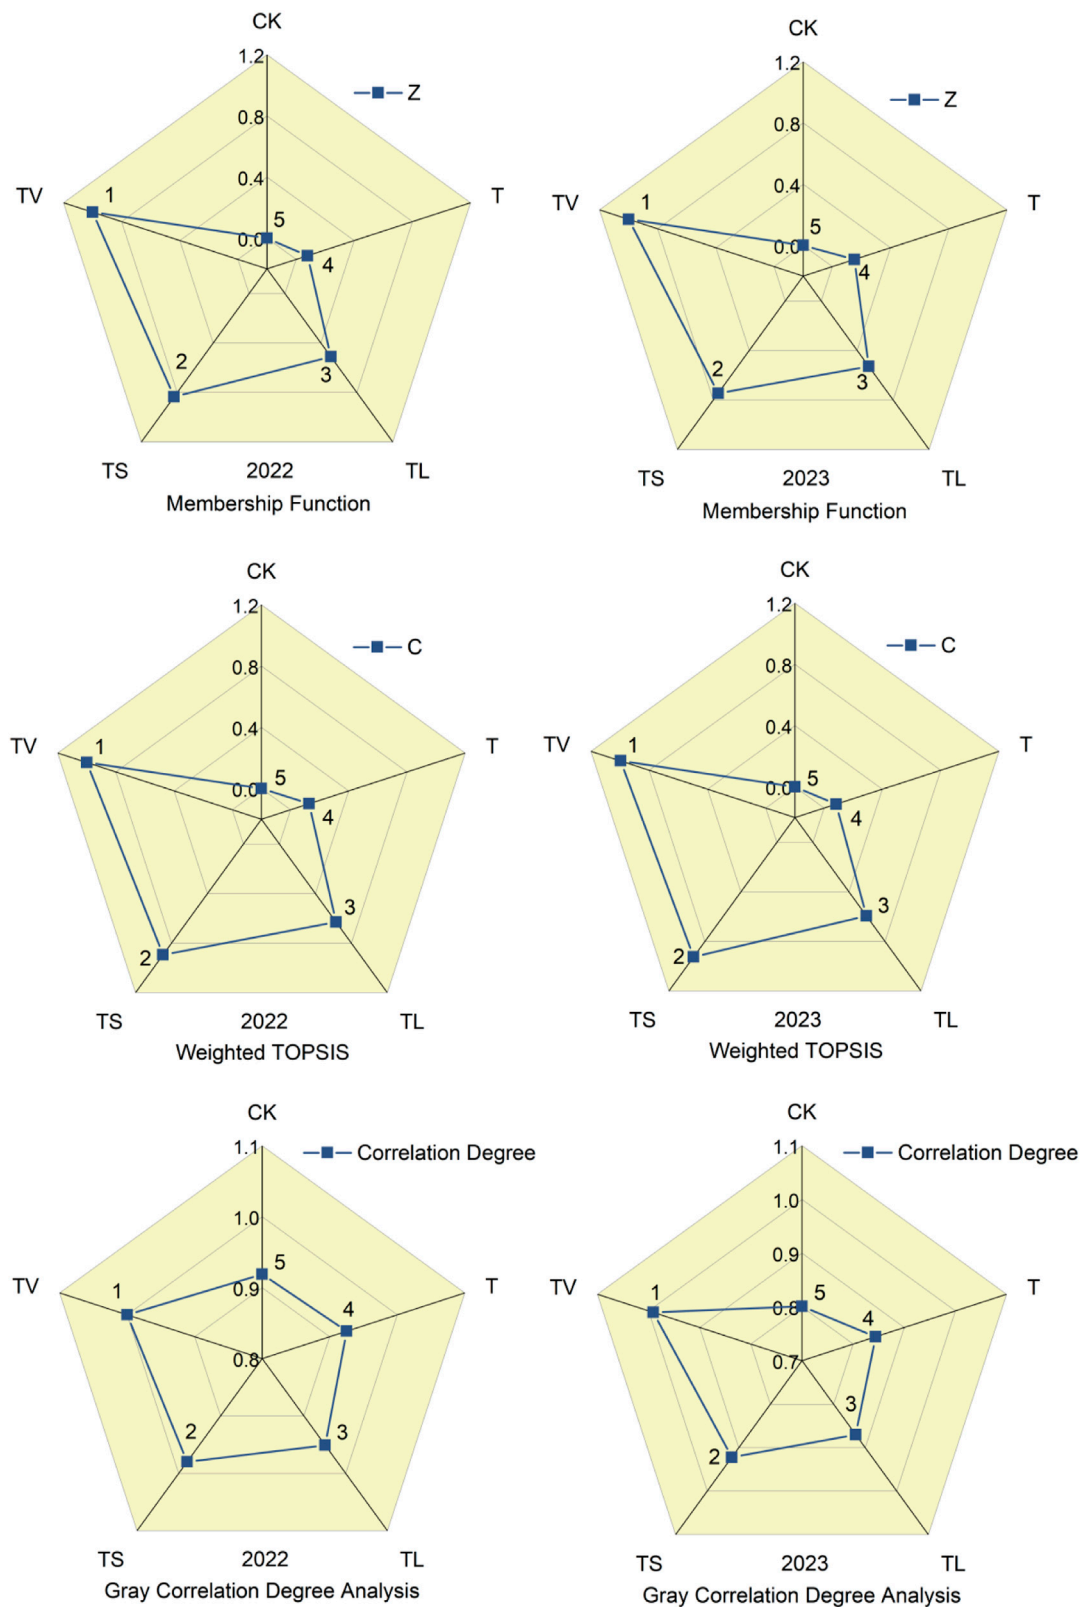 CK
1.2
Z
0.8
TV
1
T
0.4
5
0.0
4
2
3
TS
2022
TL
Membership Function
CK
1.2
Z
0.8
TV
1
T
0.4
5
0.0
4
2
3
TS
2023
TL
Membership Function
CK
1.2
C
0.8
TV
1
T
0.4
5
0.0
4
3
2
TS
2022
TL
Weighted TOPSIS
CK
1.2
C
0.8
TV
1
T
0.4
5
0.0
4
3
2
TS
2023
TL
Weighted TOPSIS
CK
1.1
Correlation Degree
1.0
TV
1
T
5
0.9
4
0.8
2
3
TS
2022
TL
Gray Correlation Degree Analysis
CK
1.1
Correlation Degree
1.0
0.9
TV
1
T
5
0.8
4
0.7
3
2
TS
2023
TL
Gray Correlation Degree Analysis